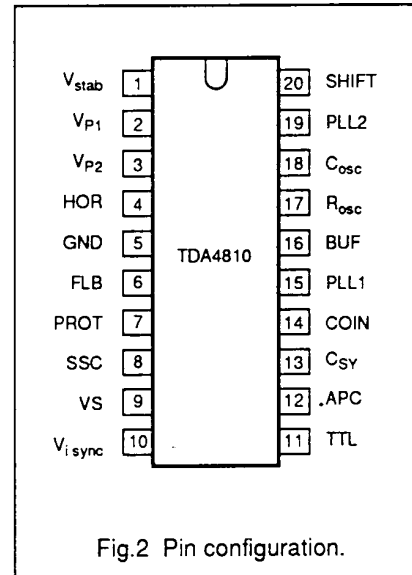 Vstab 1 20 SHIFT
VP1 2 19 PLL2
VP2 3 18 Cosc
HOR 4 17 Rosc
GND 5 16 BUF
TDA4810
FLB 6 15 PLL1
PROT 7 14 COIN
SSC 8 13 CSY
VS 9 12 .APC
Vi sync 10 11 TTL
Fig.2 Pin configuration.